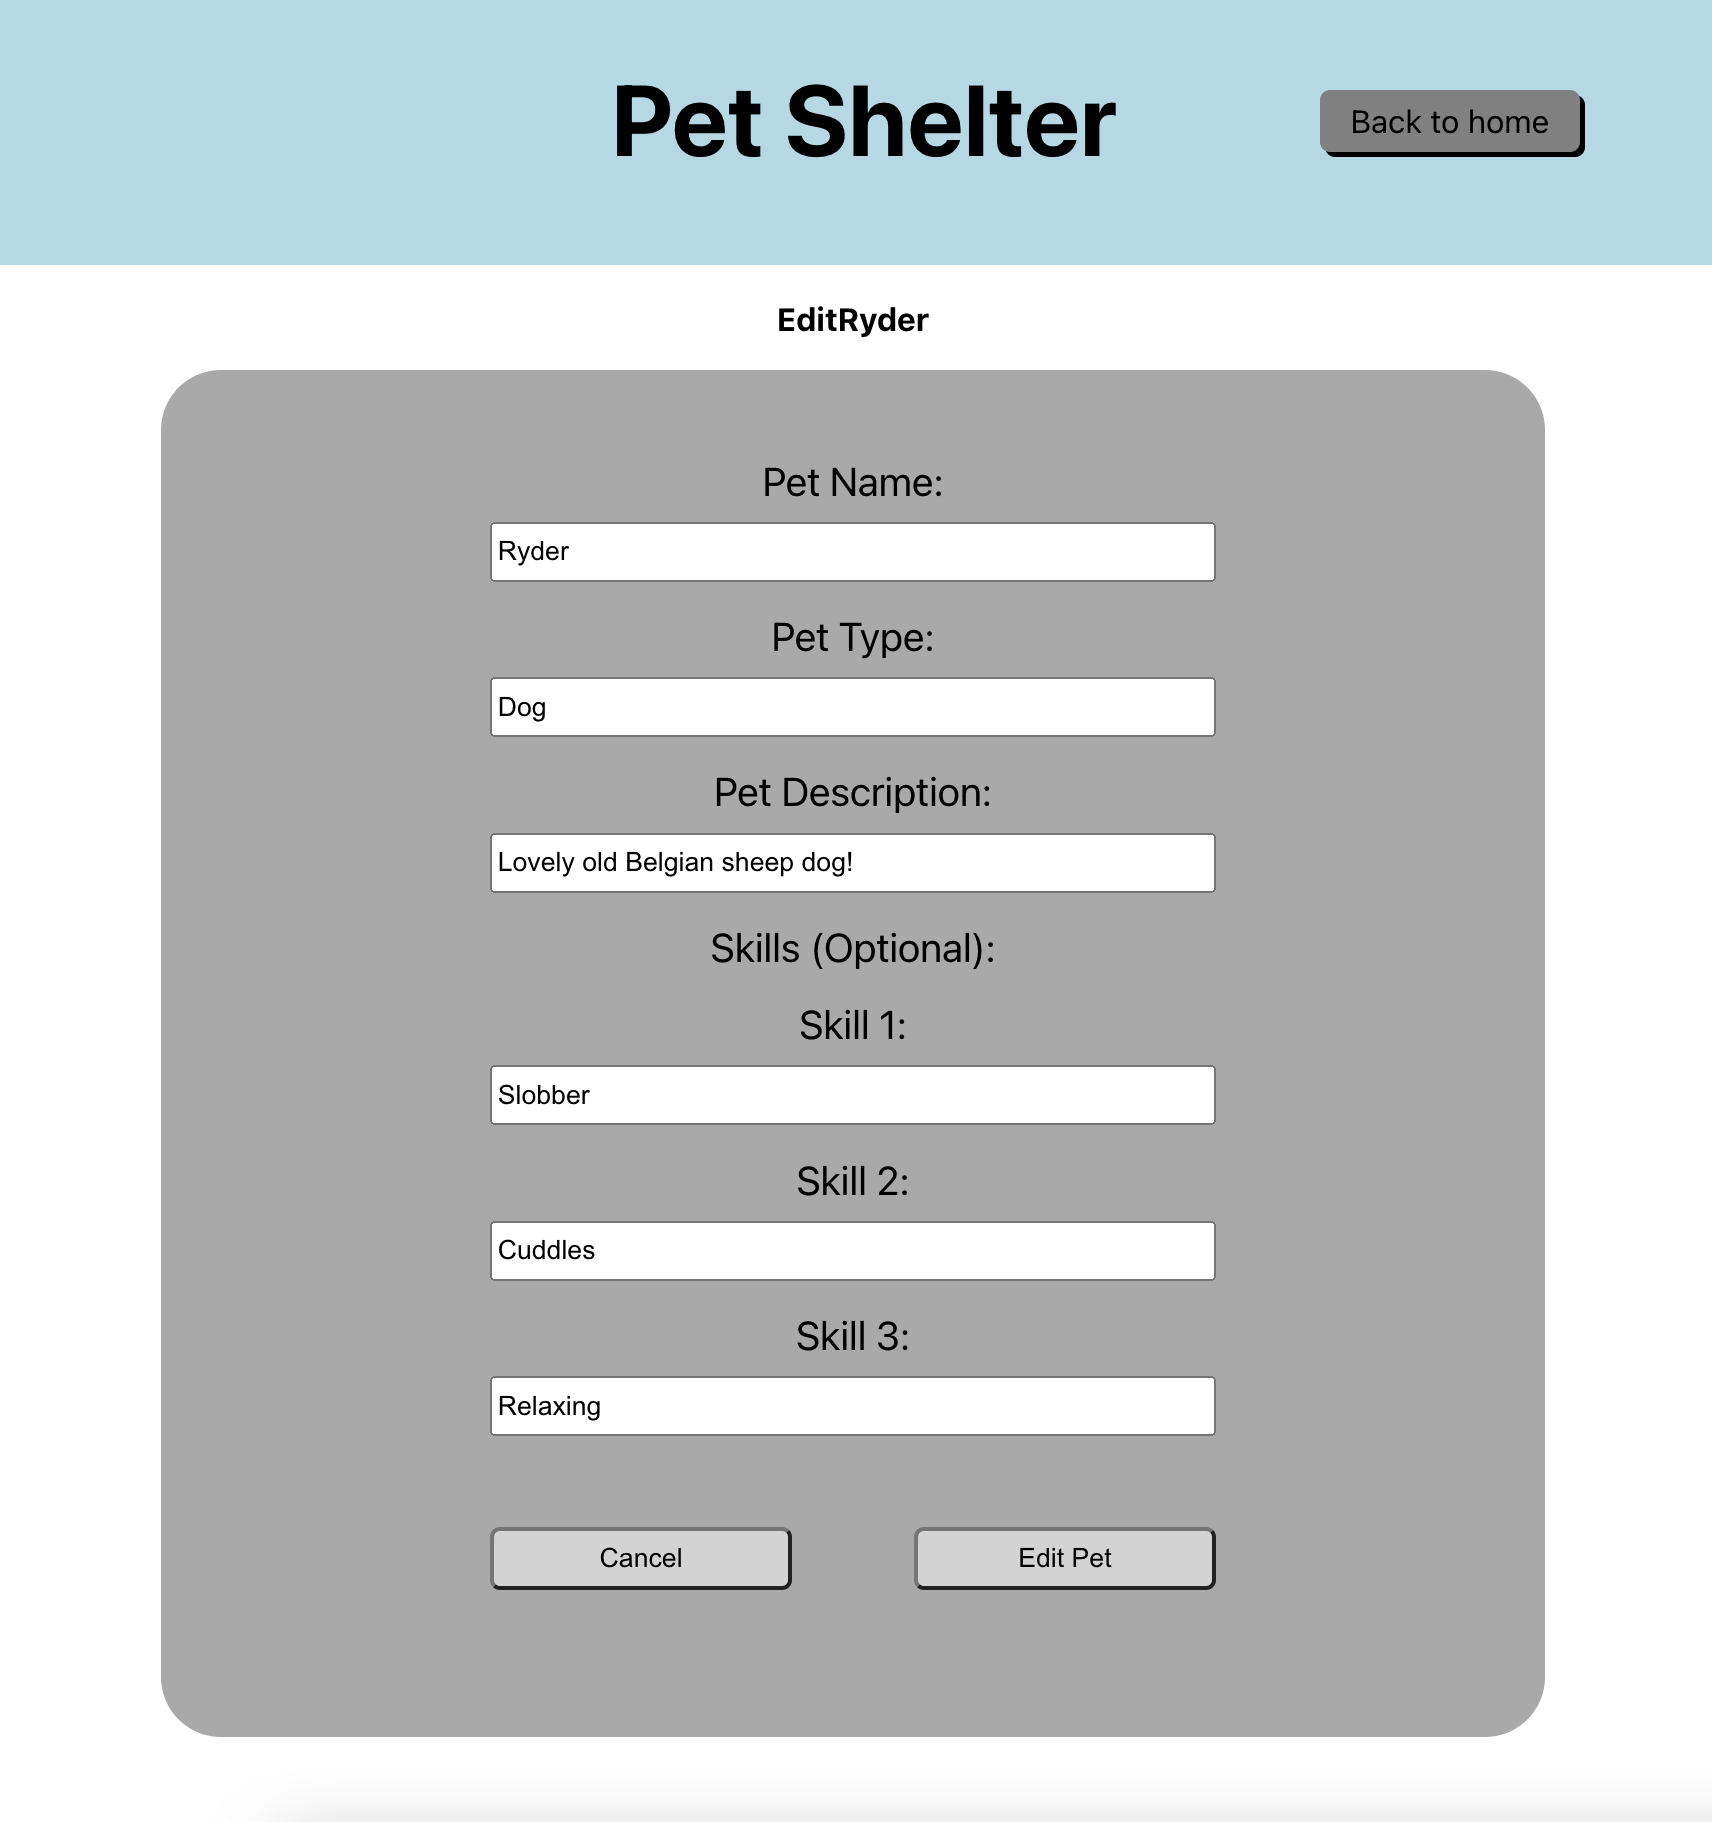 Pet Shelter
Back to home
EditRyder
Pet Name:
Ryder
Pet Type:
Dog
Pet Description:
Lovely old Belgian sheep dog!
Skills (Optional):
Skill 1:
Slobber
Skill 2:
Cuddles
Skill 3:
Relaxing
Cancel
Edit Pet